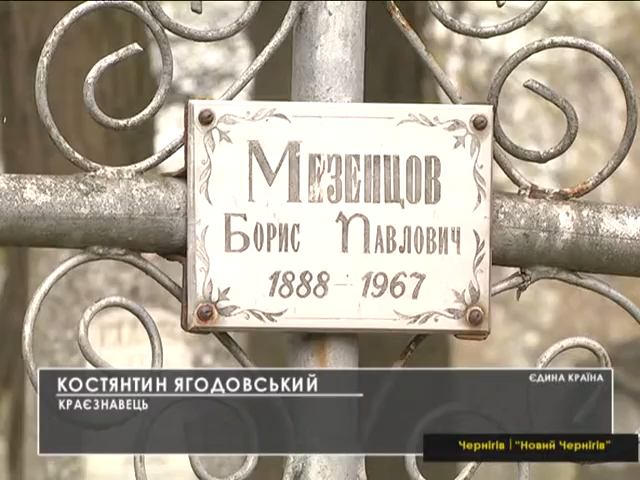 Мезенцов
Борис Павлович
1888 - 1967
КОСТЯНТИН ЯГОДОВСЬКИЙ
ЄДИНА КРАЇНА
КРАЄЗНАВЕЦЬ
Чернігів | "Новий Чернігів"